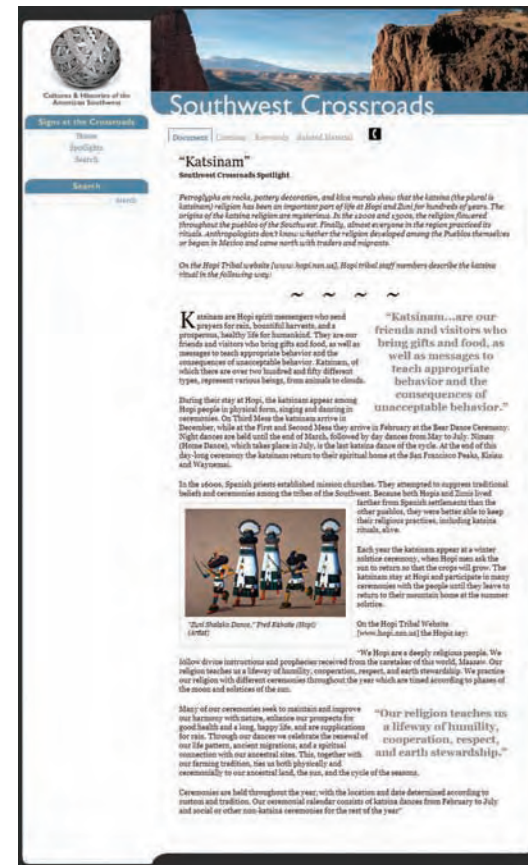 Cultures & Histories of the
American Southwest
Signs at the Crossroads
Home
Spotlights
Search
Search
Search
Southwest Crossroads
Document
Keywords
Related Material
“Katsinam”
Southwest Crossroads Spotlight
Petroglyphs on rocks, pottery decoration, and kiva murals show that the katsina (the plural is
katsinam) religion has been an important part of life at Hopi and Zuni for hundreds of years. The
origins of the katsina religion are mysterious. In the 1200s and 1300s, the religion flowered
throughout the pueblos of the Southwest. Finally, almost everyone in the region practiced its
rituals. Anthropologists don't know whether the religion developed among the Pueblos themselves
or began in Mexico and came north with traders and migrants.
On the Hopi Tribal website [www.hopi.nsn.us], Hopi tribal staff members describe the katsina
ritual in the following way:
~ ~ ~ ~
Katsinam are Hopi spirit messengers who send
prayers for rain, bountiful harvests, and a
prosperous, healthy life for humankind. They are our
friends and visitors who bring gifts and food, as well as
messages to teach appropriate behavior and the
consequences of unacceptable behavior. Katsinam, of
which there are over two hundred and fifty different
types, represent various beings, from animals to clouds.
“Katsinam...are our
friends and visitors who
bring gifts and food, as
well as messages to
teach appropriate
behavior and the
consequences of
unacceptable behavior.”
During their stay at Hopi, the katsinam appear among
Hopi people in physical form, singing and dancing in
ceremonies. On Third Mesa the katsinam arrive in
December, while at the First and Second Mesa they arrive in February at the Bear Dance Ceremony.
Night dances are held until the end of March, followed by day dances from May to July. Niman
(Home Dance), which takes place in July, is the last katsina dance of the cycle. At the end of this
day-long ceremony the katsinam return to their spiritual home at the San Francisco Peaks, Kisiau
and Waynemai.
In the 1600s, Spanish priests established mission churches. They attempted to suppress traditional
beliefs and ceremonies among the tribes of the Southwest. Because both Hopis and Zunis lived
farther from Spanish settlements than the
other pueblos, they were better able to keep
their religious practices, including katsina
rituals, alive.
Each year the katsinam appear at a winter
solstice ceremony, when Hopi men ask the
sun to return so that the crops will grow. The
katsinam stay at Hopi and participate in many
ceremonies with the people until they leave to
return to their mountain home at the summer
solstice.
"Zuni Shalako Dance," Fred Kabotie (Hopi)
(Artist)
On the Hopi Tribal Website
[www.hopi.nsn.us] the Hopis say:
"We Hopi are a deeply religious people. We
follow divine instructions and prophecies received from the caretaker of this world, Maasaw. Our
religion teaches us a lifeway of humility, cooperation, respect, and earth stewardship. We practice
our religion with different ceremonies throughout the year which are timed according to phases of
the moon and solstices of the sun.
Many of our ceremonies seek to maintain and improve
our harmony with nature, enhance our prospects for
good health and a long, happy life, and are supplications
for rain. Through our dances we celebrate the renewal of
our life pattern, ancient migrations, and a spiritual
connection with our ancestral sites. This, together with
our farming tradition, ties us both physically and
ceremonially to our ancestral land, the sun, and the cycle of the seasons.
“Our religion teaches us
a lifeway of humility,
cooperation, respect,
and earth stewardship.”
Ceremonies are held throughout the year, with the location and date determined according to
custom and tradition. Our ceremonial calendar consists of katsina dances from February to July
and social or other non-katsina ceremonies for the rest of the year"